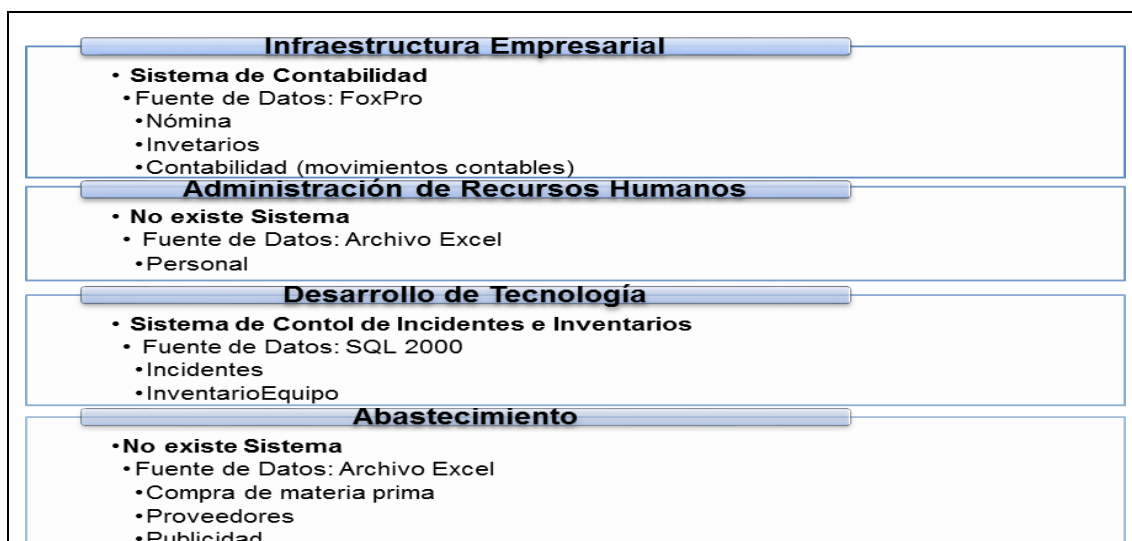 Infraestructura Empresarial
• Sistema de Contabilidad
• Fuente de Datos: FoxPro
• Nómina
• Invetarios
• Contabilidad (movimientos contables)
Administración de Recursos Humanos
• No existe Sistema
• Fuente de Datos: Archivo Excel
• Personal
Desarrollo de Tecnología
• Sistema de Contol de Incidentes e Inventarios
• Fuente de Datos: SQL 2000
• Incidentes
• InventarioEquipo
Abastecimiento
• No existe Sistema
• Fuente de Datos: Archivo Excel
• Compra de materia prima
• Proveedores
• Publicidad